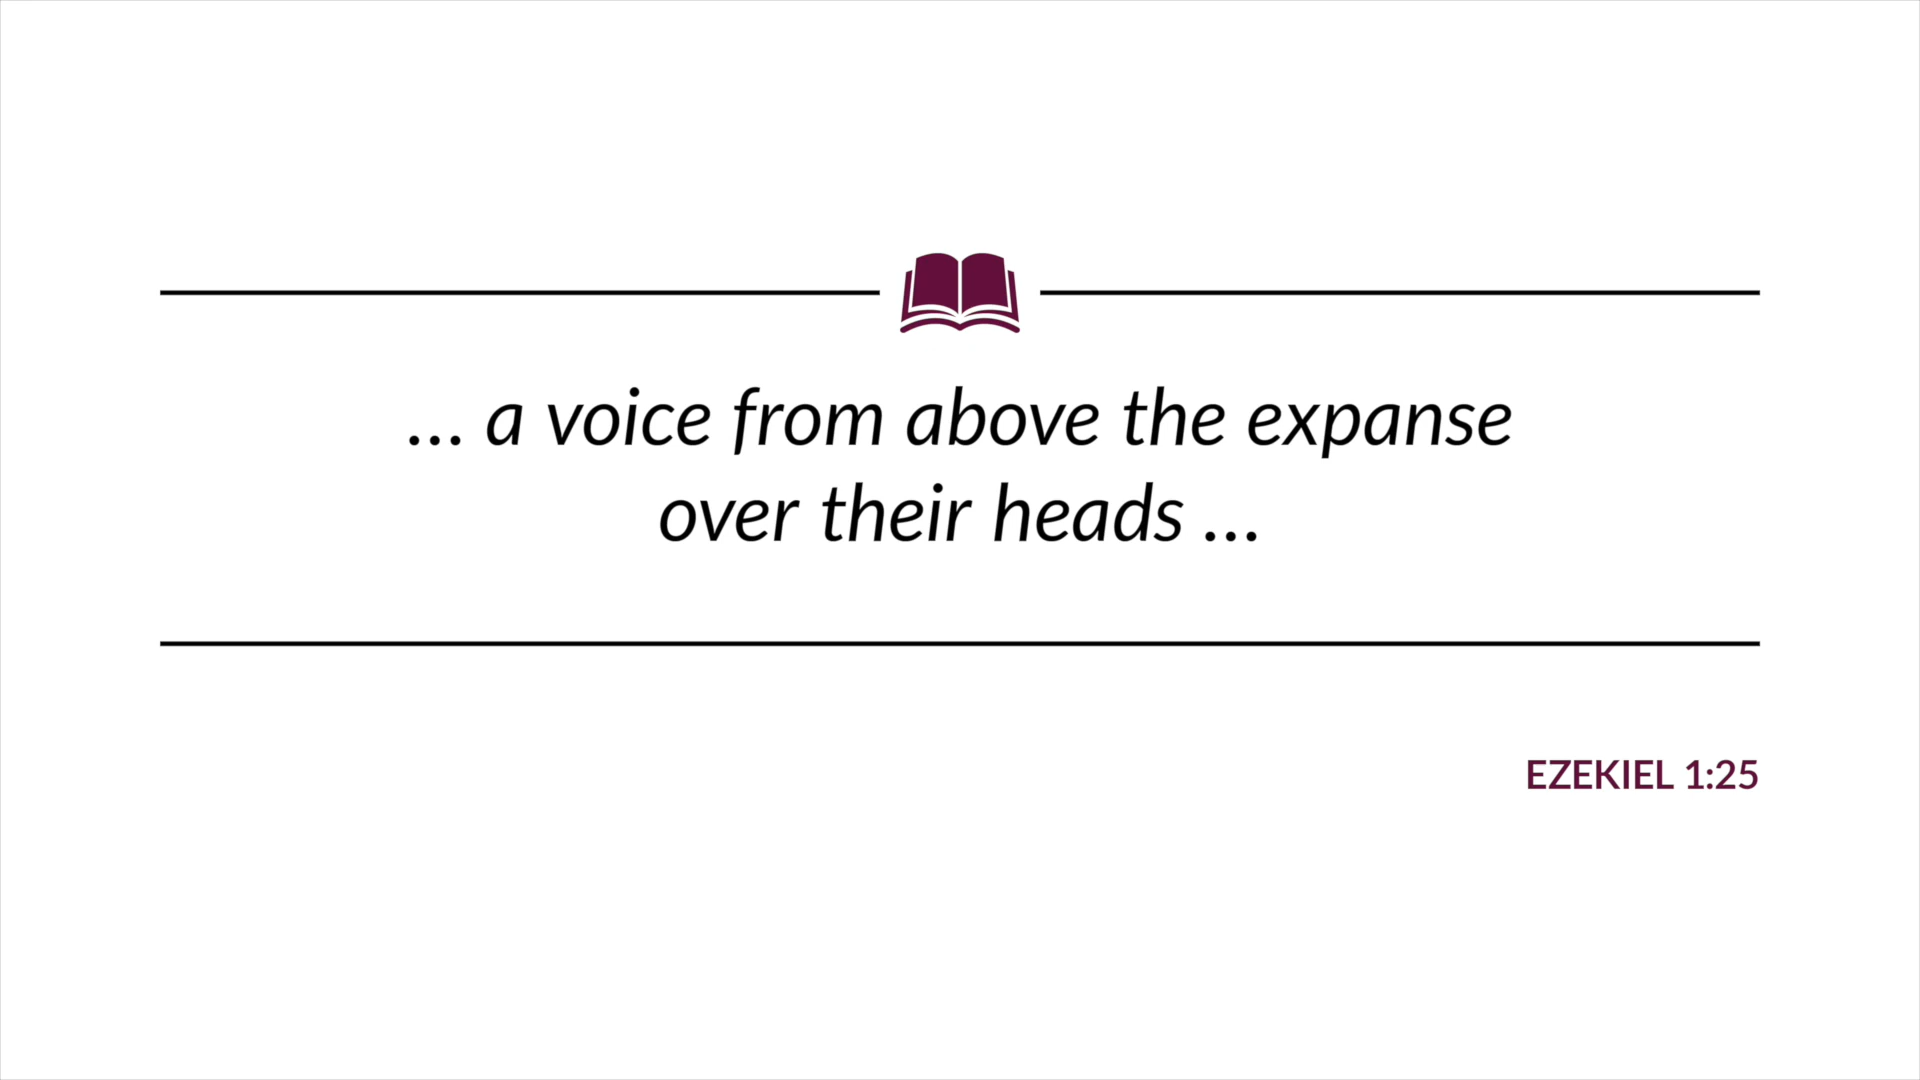 … a voice from above the expanse
over their heads …
EZEKIEL 1:25